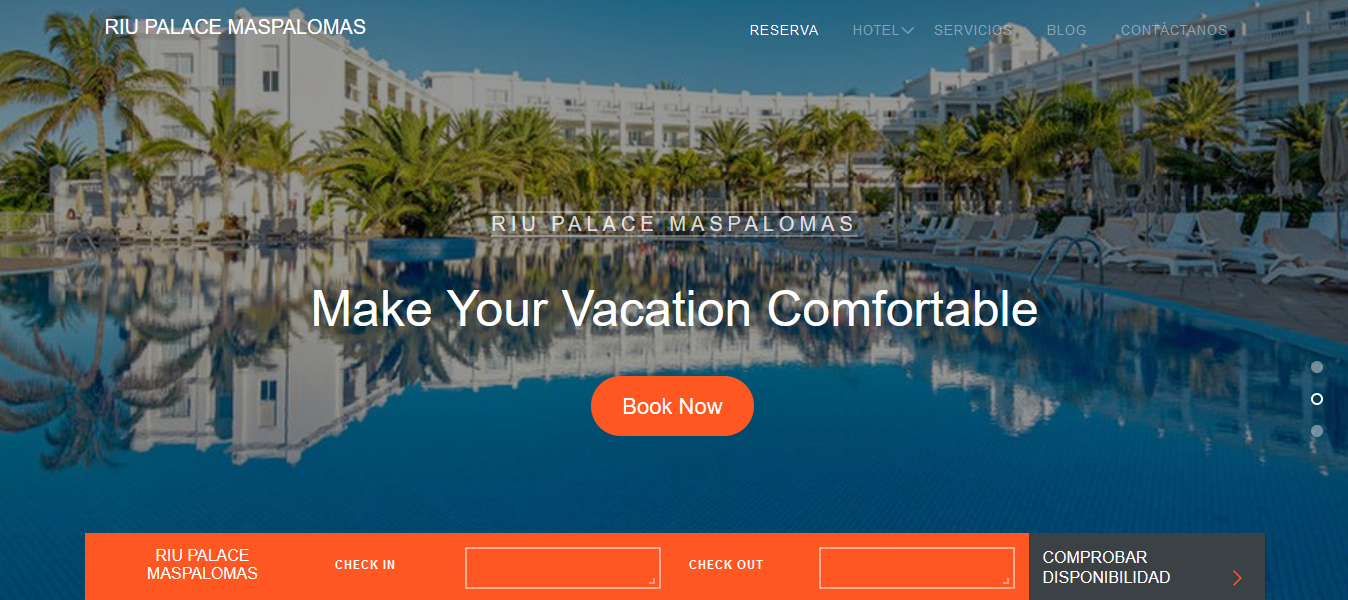 RIU PALACE MASPALOMAS
RESERVA
HOTEL
SERVICIOS
BLOG
CONTÁCTANOS
RIU PALACE MASPALOMAS
Make Your Vacation Comfortable
Book Now
RIU PALACE
MASPALOMAS
CHECK IN
CHECK OUT
COMPROBAR
DISPONIBILIDAD